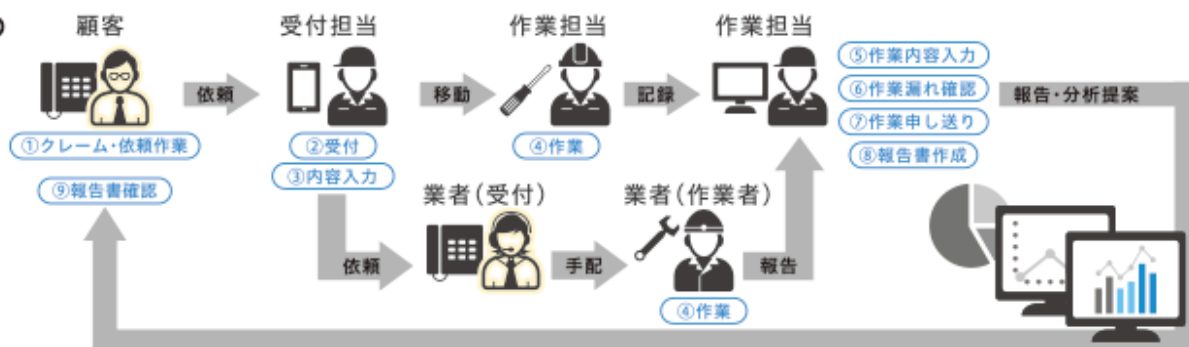 顧客
受付担当
作業担当
作業担当
依頼
移動
記録
報告・分析提案
①クレーム・依頼作業
②受付
③内容入力
④作業
⑤作業内容入力
⑥作業漏れ確認
⑦作業申し送り
⑧報告書作成
⑨報告書確認
業者(受付)
業者(作業者)
依頼
手配
報告
④作業